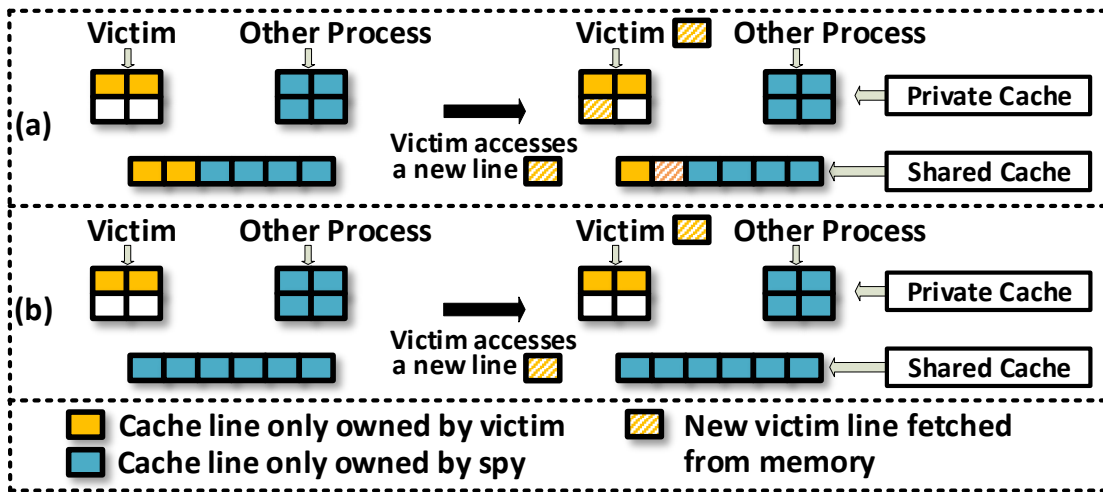 Victim Other Process Victim Other Process
(a)
Private Cache
Victim accesses
a new line
Shared Cache
Victim Other Process Victim Other Process
(b)
Private Cache
Victim accesses
a new line
Shared Cache
Cache line only owned by victim
Cache line only owned by spy
New victim line fetched
from memory